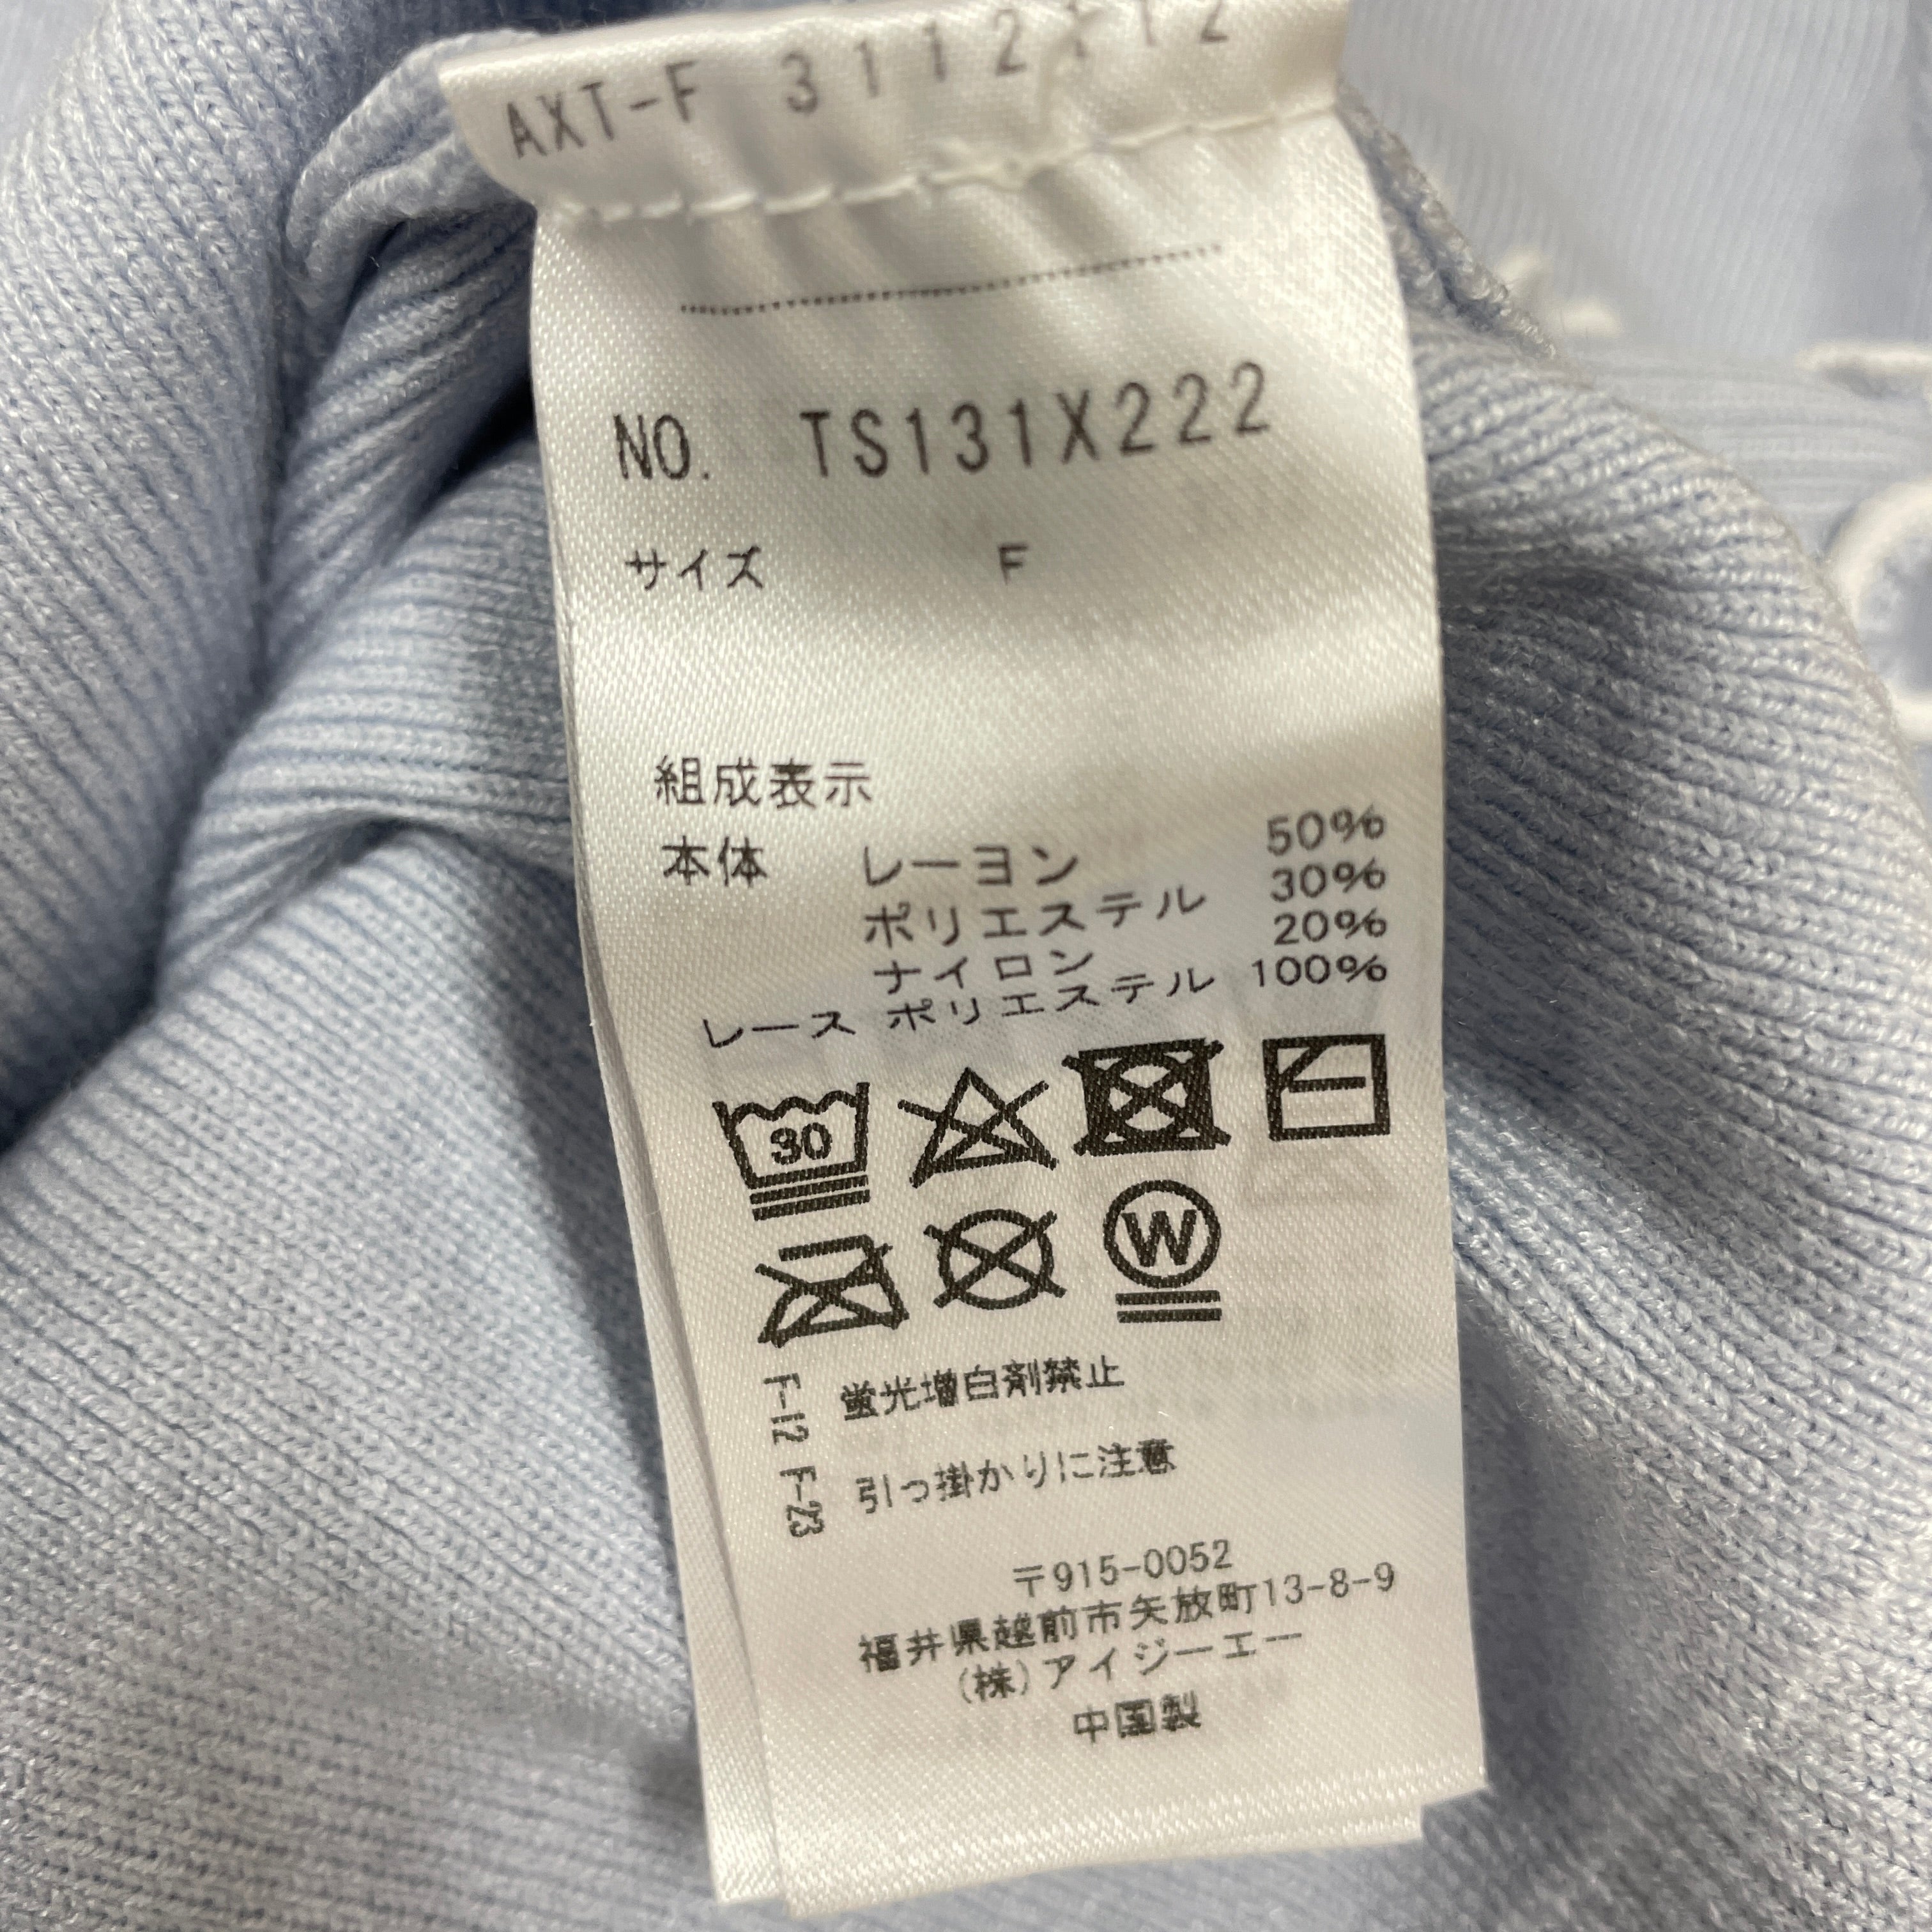 AXT-F 3112112
NO. TS131X222
サイズ F
組成表示
本体 レーヨン 50%
ポリエステル 30%
ナイロン 20%
レース ポリエステル 100%
30
W
F-12 蛍光増白剤禁止
F-23 引っ掛かりに注意
〒915-0052
福井県越前市矢放町13-8-9
(株)アイジーエー
中国製